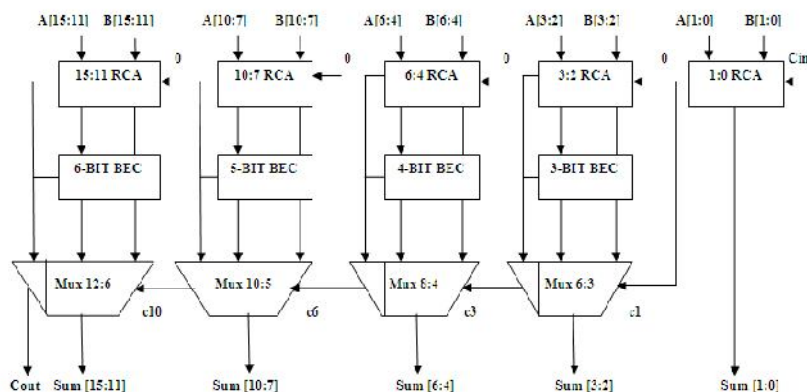 A[15:11] B[15:11] A[10:7] B[10:7] A[6:4] B[6:4] A[3:2] B[3:2] A[1:0] B[1:0]
0 0 0 0 Cin
15:11 RCA 10:7 RCA 6:4 RCA 3:2 RCA 1:0 RCA
6-BIT BEC 5-BIT BEC 4-BIT BEC 3-BIT BEC
Mux 12:6 Mux 10:5 Mux 8:4 Mux 6:3
c10 c6 c3 c1
Cout Sum [15:11] Sum [10:7] Sum [6:4] Sum [3:2] Sum [1:0]